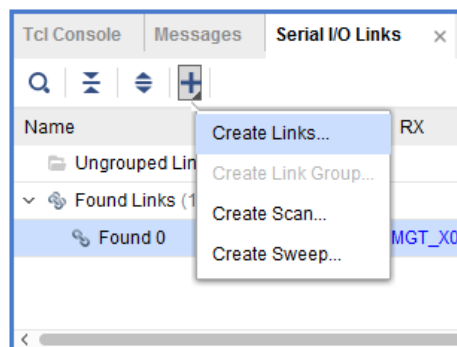 Tcl Console Messages Serial I/O Links ×
Name RX
Create Links...
Ungrouped Lin
Create Link Group...
Found Links (1
Create Scan...
Found 0 MGT_X0
Create Sweep...